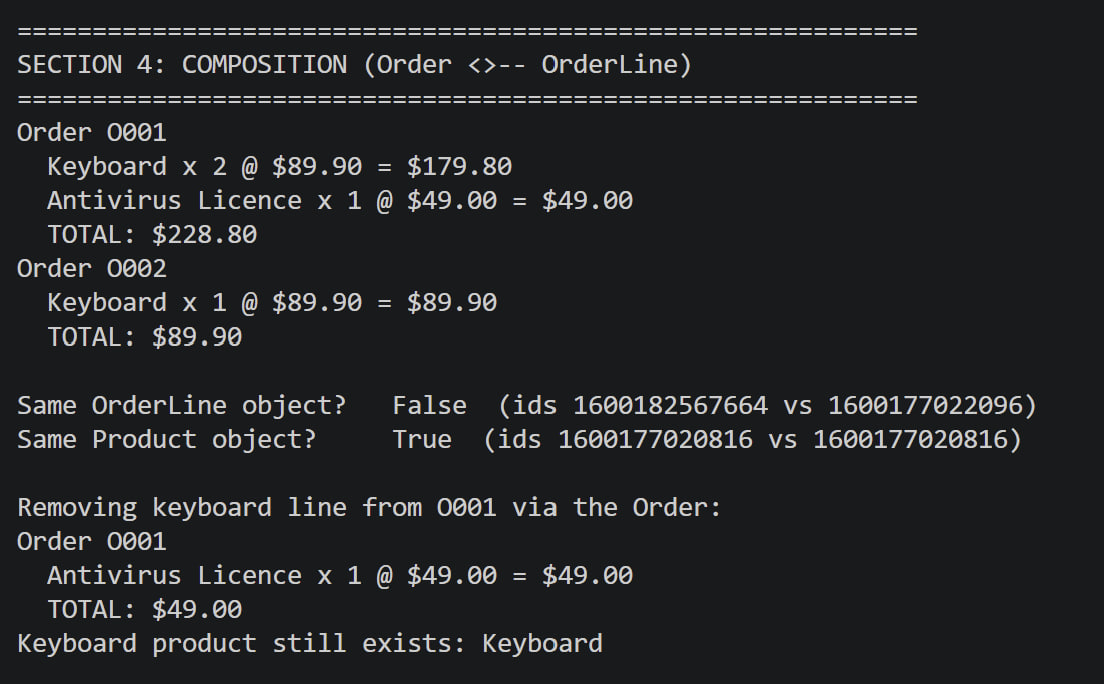 ============================================================
SECTION 4: COMPOSITION (Order <>-- OrderLine)
============================================================
Order O001
  Keyboard x 2 @ $89.90 = $179.80
  Antivirus Licence x 1 @ $49.00 = $49.00
  TOTAL: $228.80
Order O002
  Keyboard x 1 @ $89.90 = $89.90
  TOTAL: $89.90

Same OrderLine object?   False  (ids 1600182567664 vs 1600177022096)
Same Product object?     True  (ids 1600177020816 vs 1600177020816)

Removing keyboard line from O001 via the Order:
Order O001
  Antivirus Licence x 1 @ $49.00 = $49.00
  TOTAL: $49.00
Keyboard product still exists: Keyboard